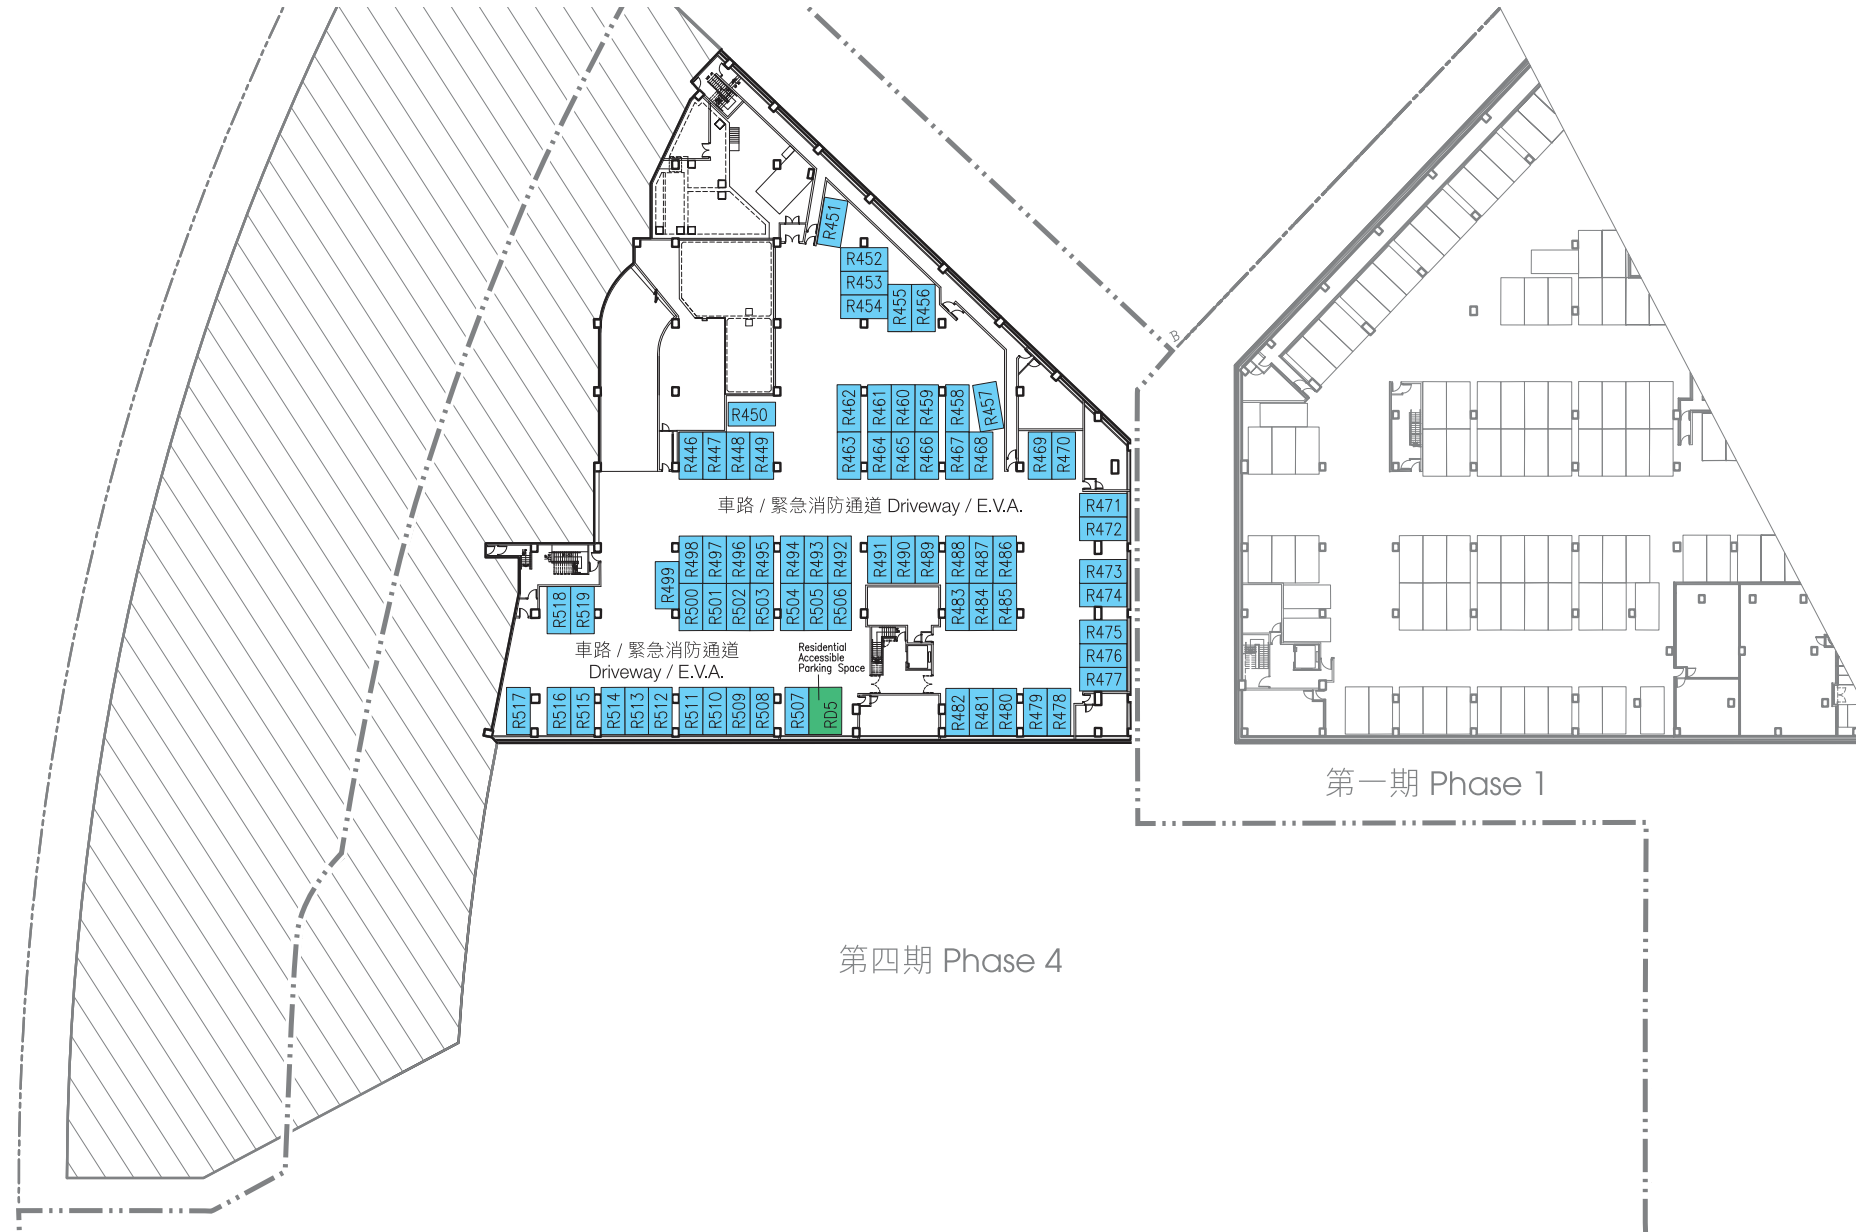 R451
R452
R453
R454
R455
R456
R462
R461
R460
R459
R458
R457
R450
R446
R447
R448
R449
R463
R464
R465
R466
R467
R468
R469
R470
車路 / 緊急消防通道 Driveway / E.V.A.
R471
R472
R498
R497
R496
R495
R494
R493
R492
R491
R490
R489
R488
R487
R486
R473
R474
R499
R500
R501
R502
R503
R504
R505
R506
R483
R484
R485
R518
R519
車路 / 緊急消防通道
Driveway / E.V.A.
Residential
Accessible
Parking Space
R475
R476
R477
R517
R516
R515
R514
R513
R512
R511
R510
R509
R508
R507
RD5
R482
R481
R480
R479
R478
B
第一期 Phase 1
第四期 Phase 4